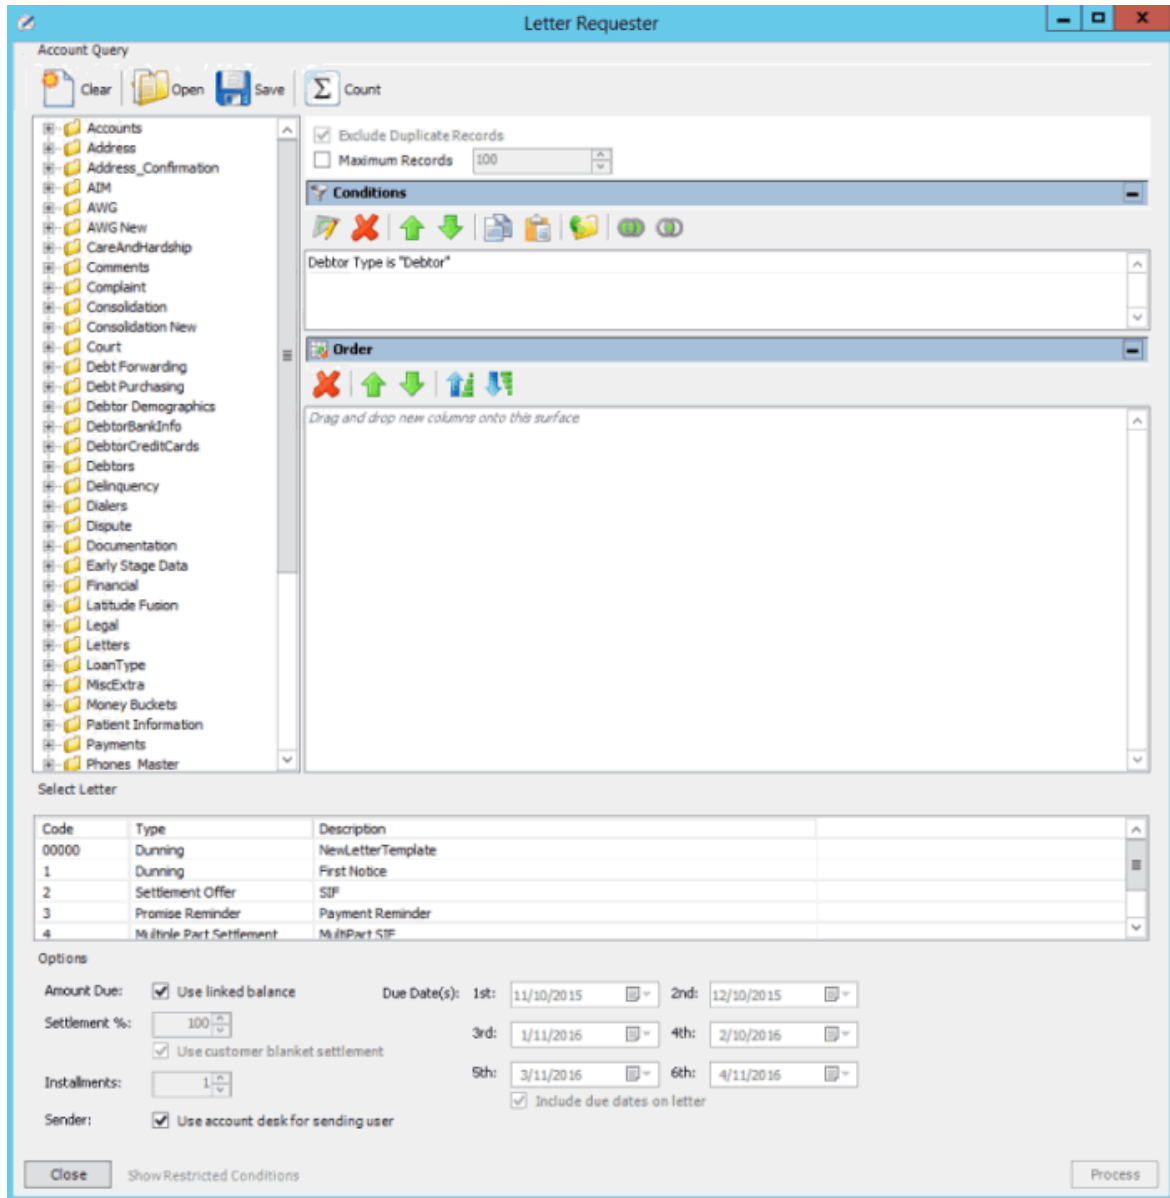 Letter Requester
Account Query
Clear Open Save Σ Count
Accounts
Address
Address_Confirmation
AIM
AWG
AWG New
CareAndHardship
Comments
Complaint
Consolidation
Consolidation New
Court
Debt Forwarding
Debt Purchasing
Debtor Demographics
DebtorBankInfo
DebtorCreditCards
Debtors
Delinquency
Dialers
Dispute
Documentation
Early Stage Data
Financial
Latitude Fusion
Legal
Letters
LoanType
MiscExtra
Money Buckets
Patient Information
Payments
Phones_Master
Exclude Duplicate Records
Maximum Records 100
Conditions
Debtor Type is "Debtor"
Order
Drag and drop new columns onto this surface
Select Letter
Code Type Description
00000 Dunning NewLetterTemplate
1 Dunning First Notice
2 Settlement Offer SIF
3 Promise Reminder Payment Reminder
4 Multiple Part Settlement MultiPart SIF
Options
Amount Due: Use linked balance Due Date(s): 1st: 11/10/2015 2nd: 12/10/2015
Settlement %: 100 3rd: 1/11/2016 4th: 2/10/2016
Use customer blanket settlement
Installments: 1 5th: 3/11/2016 6th: 4/11/2016
Include due dates on letter
Sender: Use account desk for sending user
Close Show Restricted Conditions Process